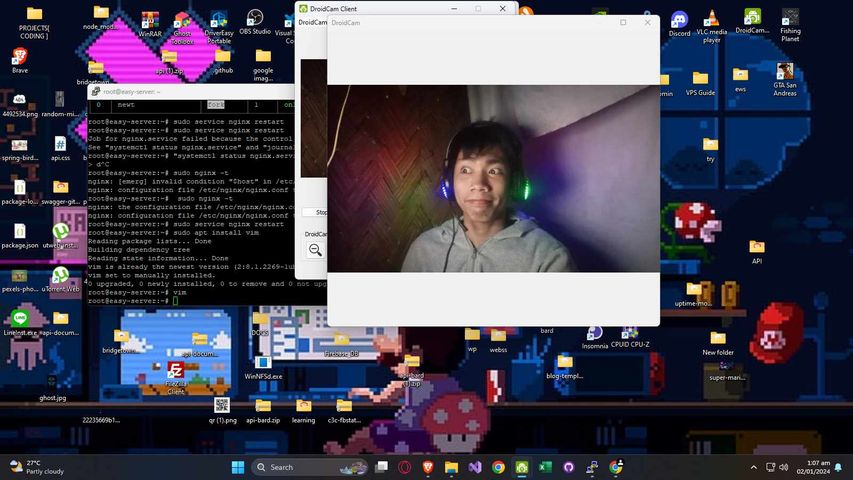 PROJECTS[
CODING ]
node_mod...
WinRAR
Ghost
Toolbox
DriverEasy
Portable
OBS Studio
Visual S
Discord
VLC media
player
DroidCam
Client
Fishing
Planet
Brave
bridgetown...
api (1).zip
.github
google
imag...
VPS Guide
ews
GTA San
Andreas
4492534.png
random-mi...
spring-bird...
api.css
try
package-lo...
swagger-git...
package.json
utwebinst...
API
pexels-pho...
uTorrent Web
uptime-mo...
LineInst.exe
api-docum...
bridgetown...
api-docum...
DCom
Firebase_DB
wp
webss
bard
Insomnia
CPUID CPU-Z
New folder
FileZilla
Client
WinNFSd.exe
blog-templ...
super-mari...
ghost.jpg
22235669b1...
qr (1).png
api-bard.zip
learning
c3c-fbstat...
DroidCam Client
DroidCam
DroidCam
Stop
DroidCam
root@easy-server: ~
0 newt fork 1 onl
root@easy-server:~# sudo service nginx restart
root@easy-server:~# sudo service nginx restart
Job for nginx.service failed because the control
See "systemctl status nginx.service" and "journal
root@easy-server:~# "systemctl status nginx.servi
> d^C
root@easy-server:~# sudo nginx -t
nginx: [emerg] invalid condition "$host" in /etc/
nginx: configuration file /etc/nginx/nginx.conf
root@easy-server:~#  sudo nginx -t
nginx: the configuration file /etc/nginx/nginx.co
nginx: configuration file /etc/nginx/nginx.conf
root@easy-server:~# sudo service nginx restart
root@easy-server:~# sudo apt install vim
Reading package lists... Done
Building dependency tree
Reading state information... Done
vim is already the newest version (2:8.1.2269-1ub
vim set to manually installed.
0 upgraded, 0 newly installed, 0 to remove and 0 not upg
root@easy-server:~# vim
root@easy-server:~#
27°C
Partly cloudy
Search
1:07 am
02/01/2024